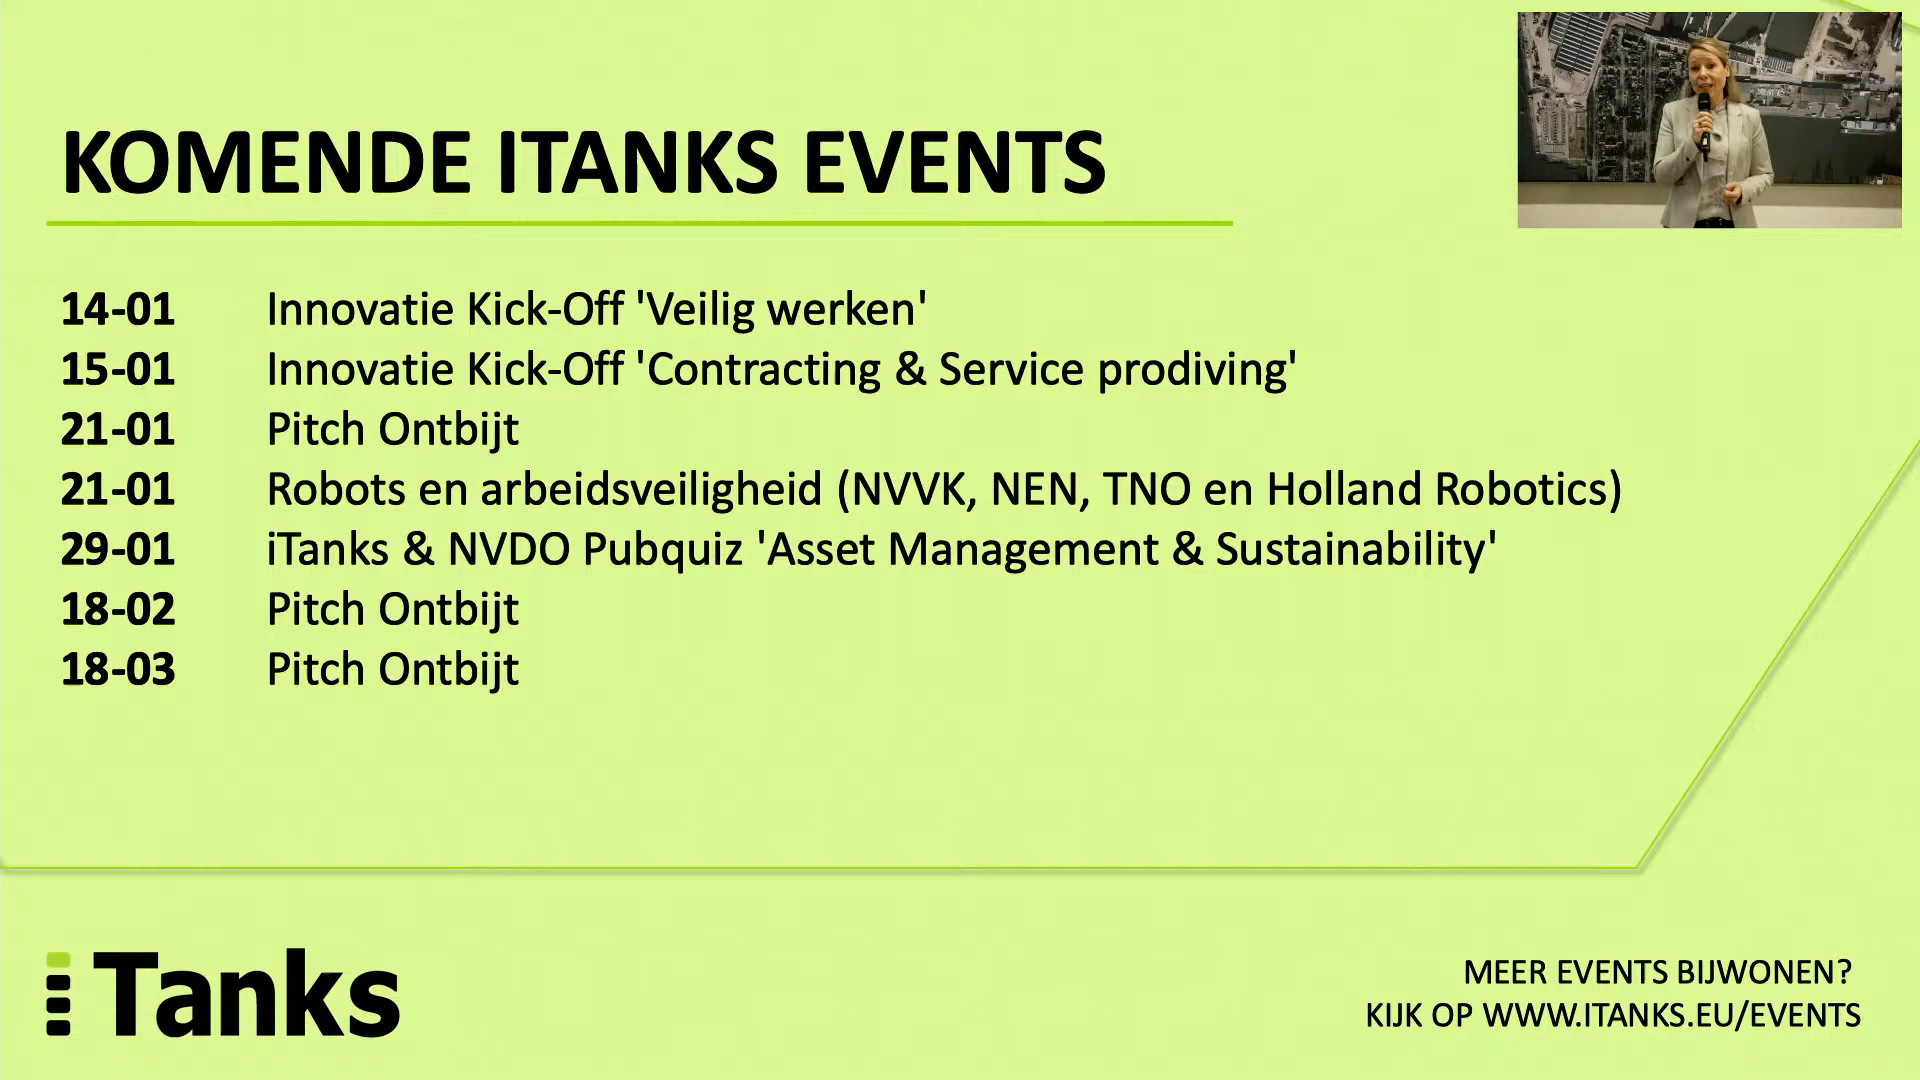 KOMENDE ITANKS EVENTS
14-01 Innovatie Kick-Off 'Veilig werken'
15-01 Innovatie Kick-Off 'Contracting & Service prodiving'
21-01 Pitch Ontbijt
21-01 Robots en arbeidsveiligheid (NVVK, NEN, TNO en Holland Robotics)
29-01 iTanks & NVDO Pubquiz 'Asset Management & Sustainability'
18-02 Pitch Ontbijt
18-03 Pitch Ontbijt
iTanks
MEER EVENTS BIJWONEN?
KIJK OP WWW.ITANKS.EU/EVENTS